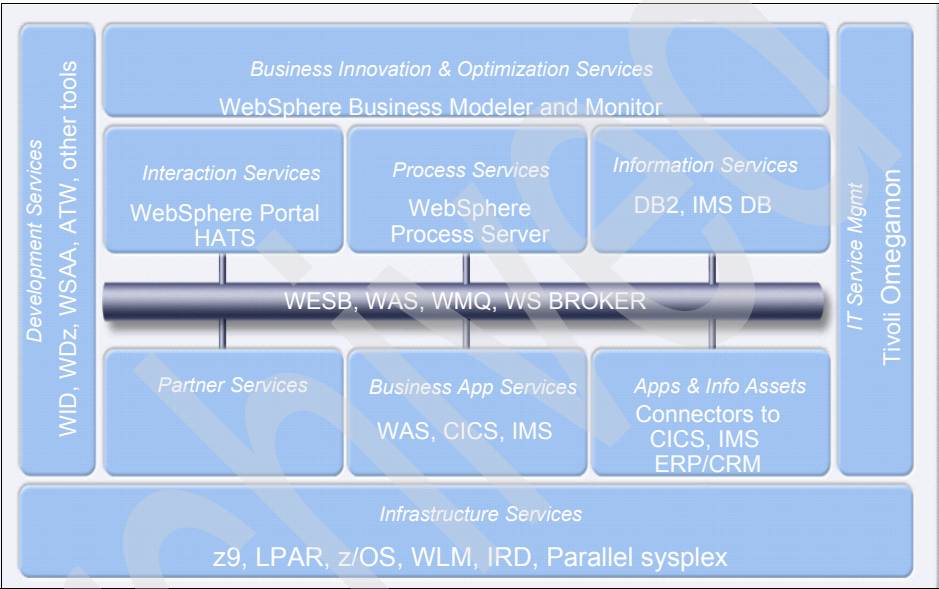 Business Innovation & Optimization Services
WebSphere Business Modeler and Monitor
Development Services
WID, WDz, WSAA, ATW, other tools
Interaction Services
WebSphere Portal
HATS
Process Services
WebSphere
Process Server
Information Services
DB2, IMS DB
IT Service Mgmt
Tivoli Omegamon
WESB, WAS, WMQ, WS BROKER
Partner Services
Business App Services
WAS, CICS, IMS
Apps & Info Assets
Connectors to
CICS, IMS
ERP/CRM
Infrastructure Services
z9, LPAR, z/OS, WLM, IRD, Parallel sysplex